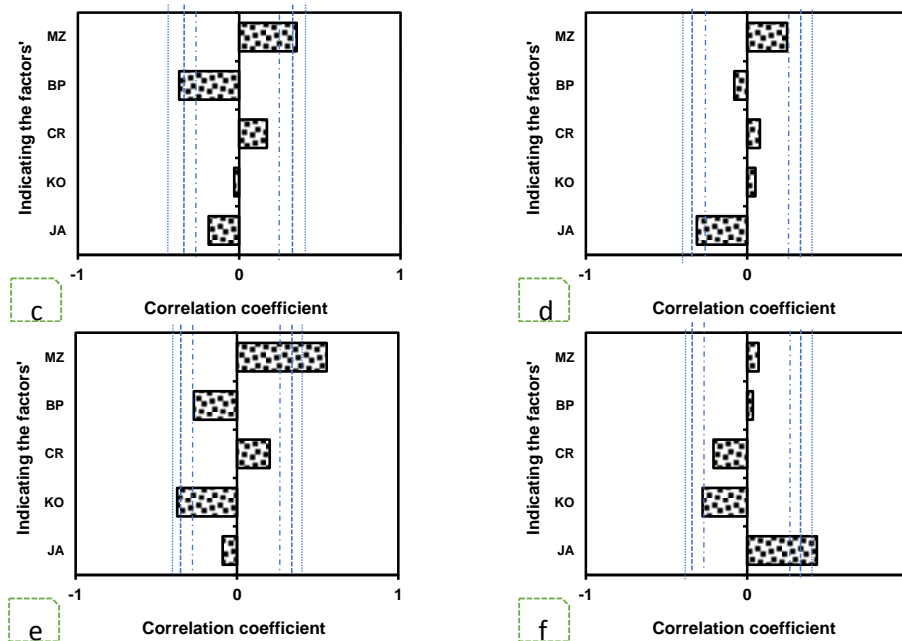 Indicating the factors'
MZ
BP
CR
KO
JA
-1 0 1
Correlation coefficient
c
Indicating the factors'
MZ
BP
CR
KO
JA
-1 0
Correlation coefficient
d
Indicating the factors'
MZ
BP
CR
KO
JA
-1 0 1
Correlation coefficient
e
Indicating the factors'
MZ
BP
CR
KO
JA
-1 0
Correlation coefficient
f